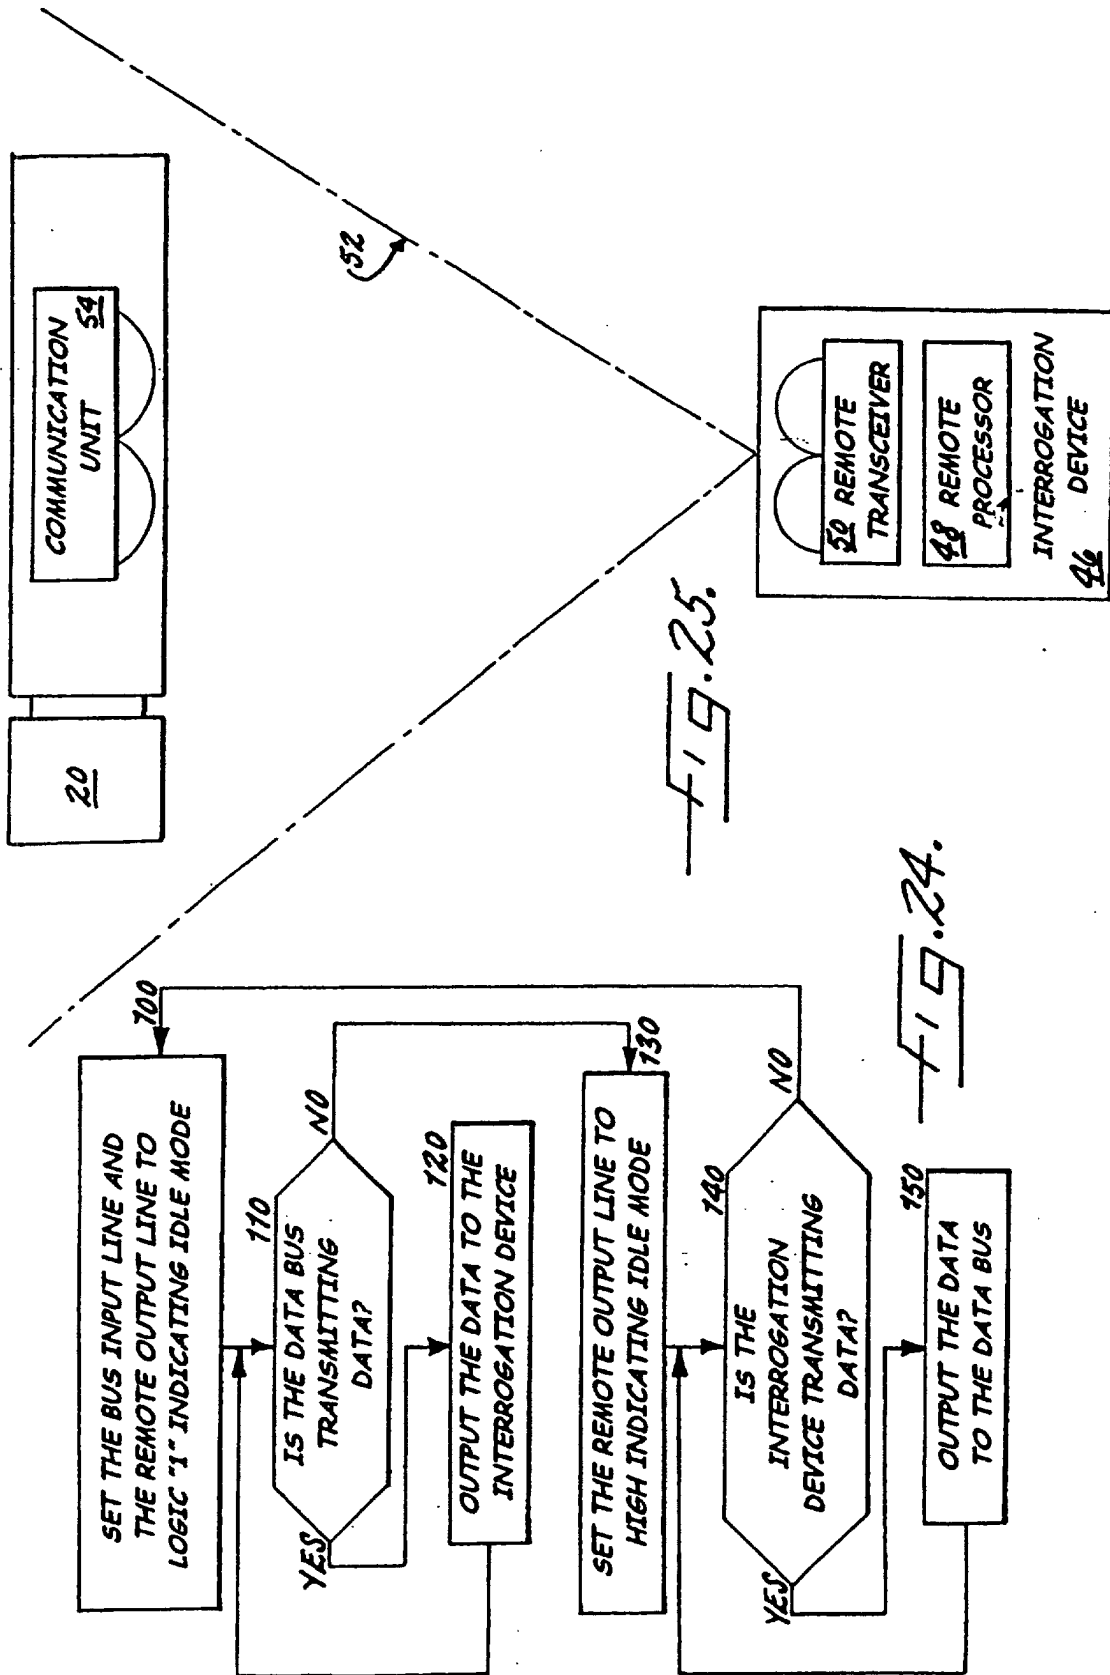 SET THE BUS INPUT LINE AND
THE REMOTE OUTPUT LINE TO
LOGIC "1" INDICATING IDLE MODE
100
110
IS THE DATA BUS
TRANSMITTING
DATA?
YES
NO
120
OUTPUT THE DATA TO THE
INTERROGATION DEVICE
130
SET THE REMOTE OUTPUT LINE TO
HIGH INDICATING IDLE MODE
140
IS THE
INTERROGATION
DEVICE TRANSMITTING
DATA?
YES
NO
150
OUTPUT THE DATA
TO THE DATA BUS
Fig. 24.
20
COMMUNICATION
UNIT 54
52
50 REMOTE
TRANSCEIVER
48 REMOTE
PROCESSOR
INTERROGATION
46 DEVICE
Fig. 25.